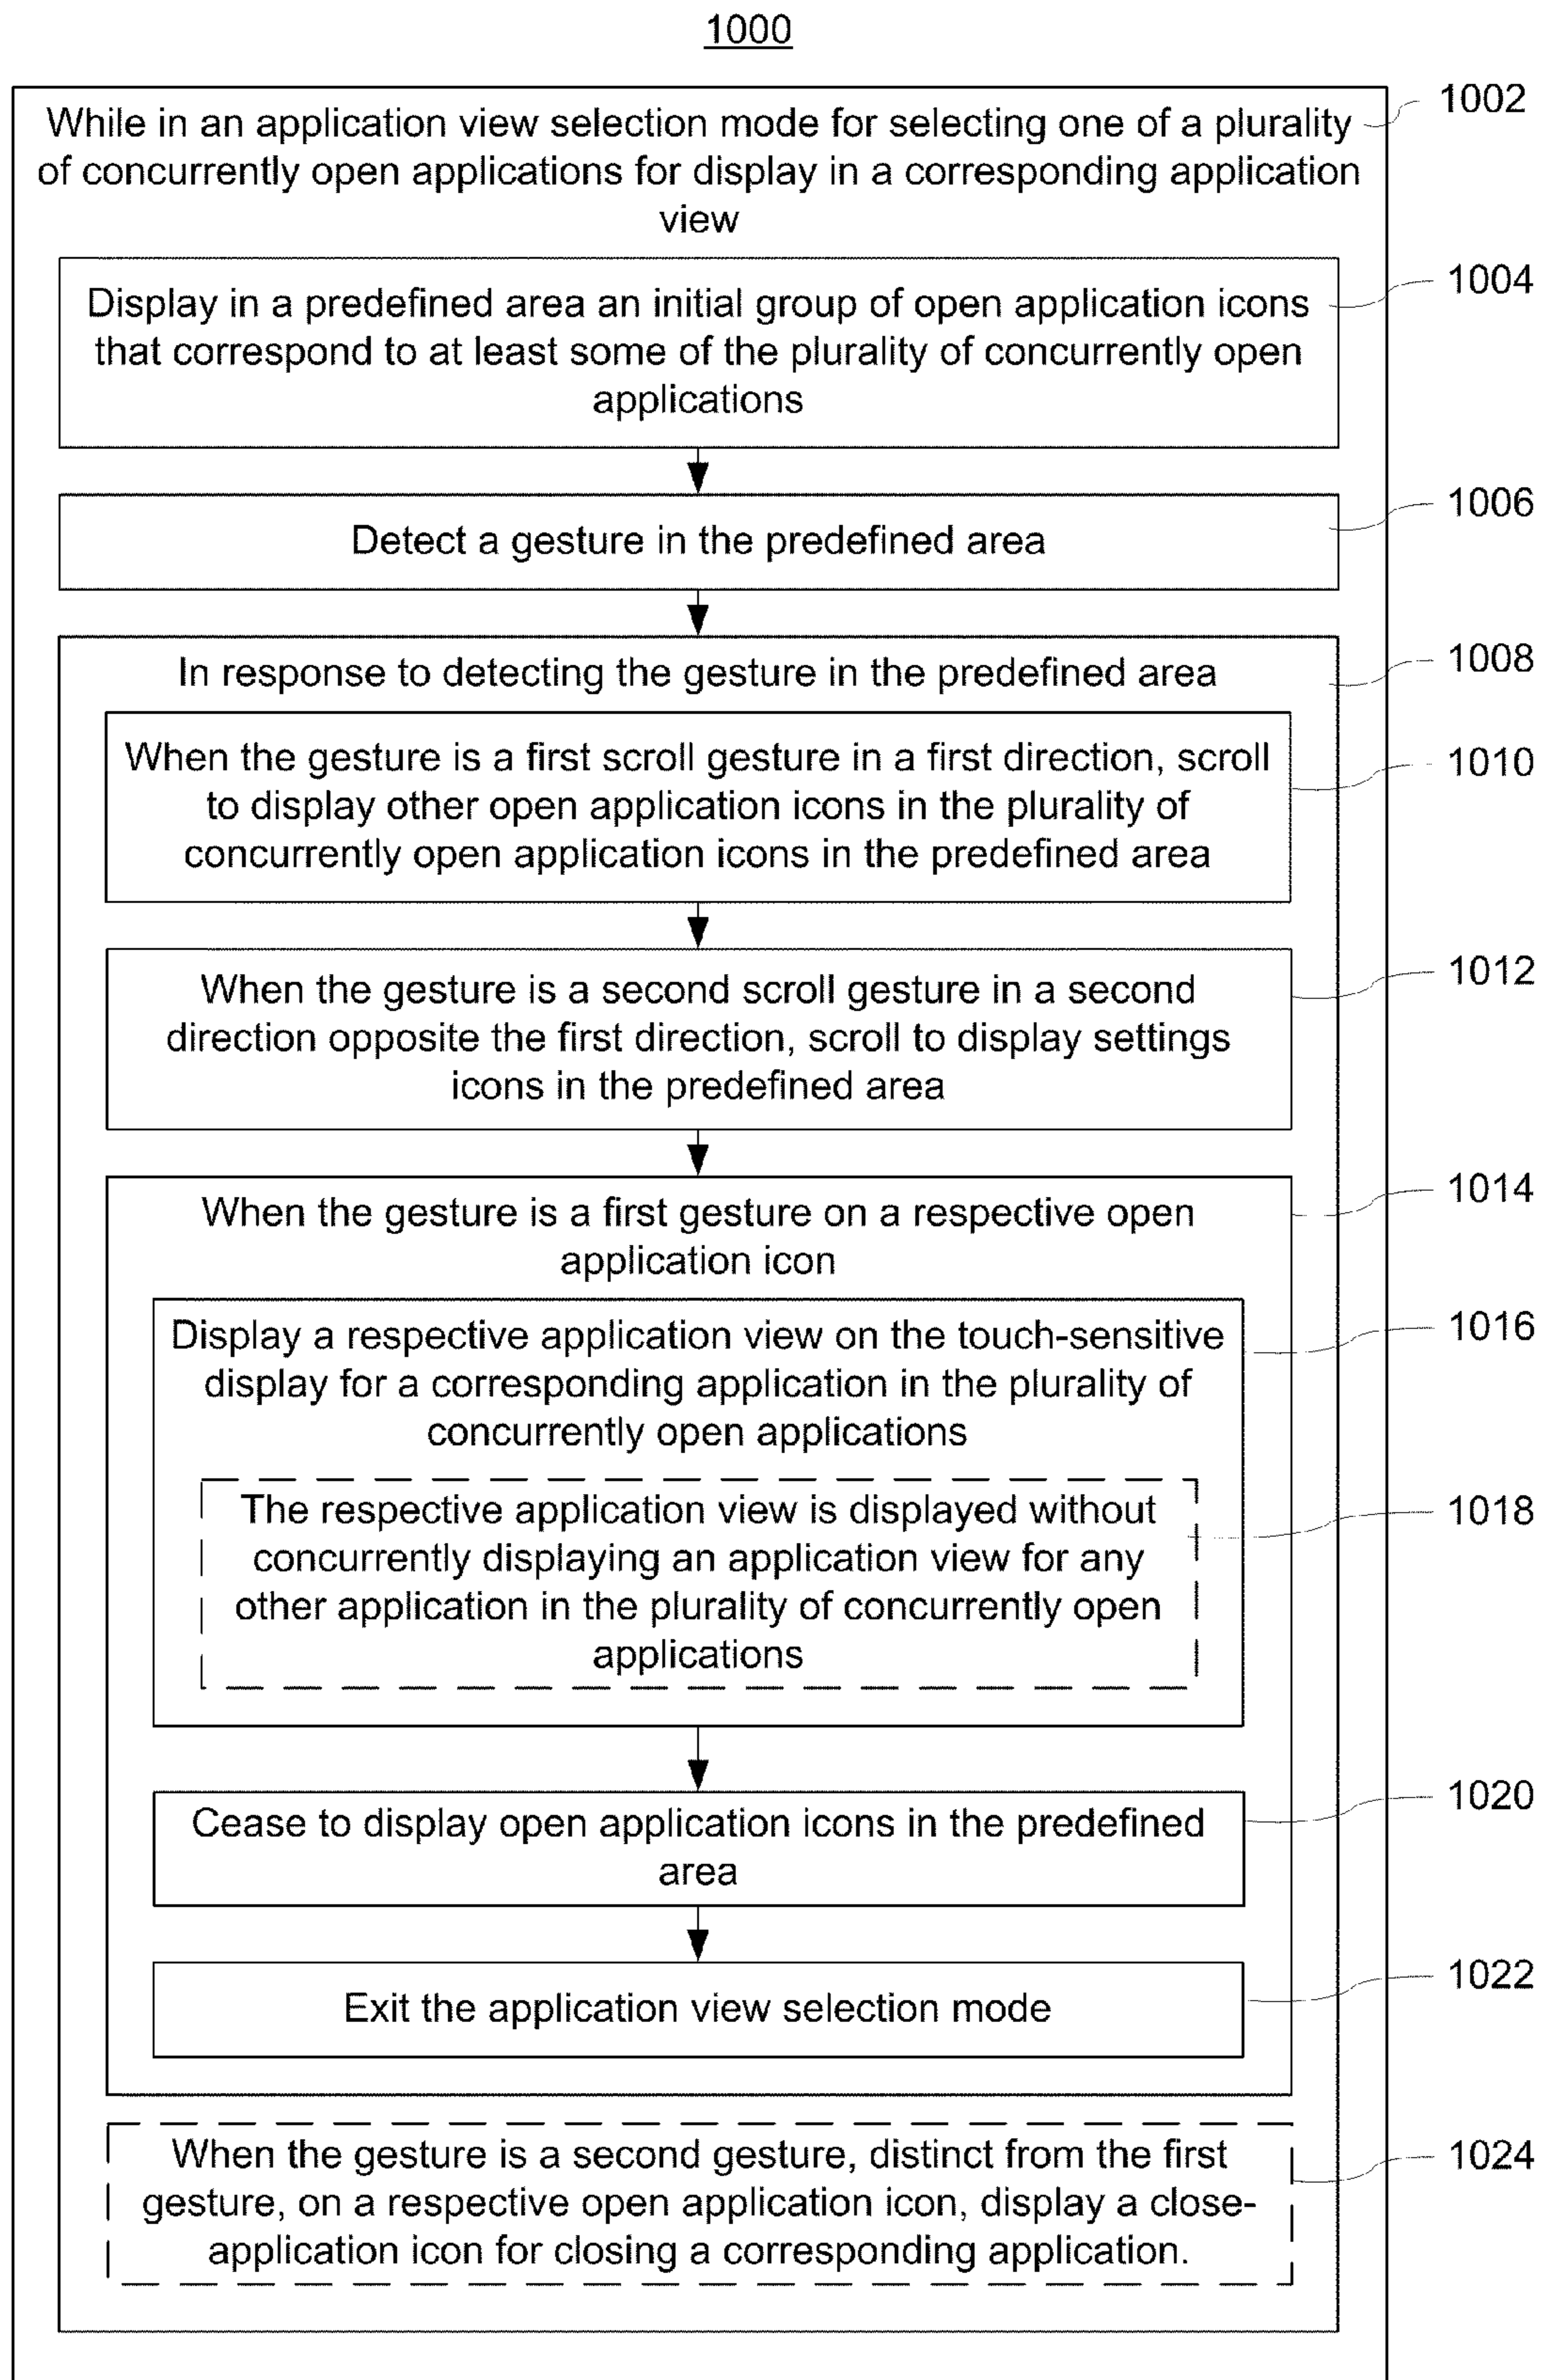 1000
While in an application view selection mode for selecting one of a plurality
of concurrently open applications for display in a corresponding application
view
1002
Display in a predefined area an initial group of open application icons
that correspond to at least some of the plurality of concurrently open
applications
1004
Detect a gesture in the predefined area
1006
In response to detecting the gesture in the predefined area
1008
When the gesture is a first scroll gesture in a first direction, scroll
to display other open application icons in the plurality of
concurrently open application icons in the predefined area
1010
When the gesture is a second scroll gesture in a second
direction opposite the first direction, scroll to display settings
icons in the predefined area
1012
When the gesture is a first gesture on a respective open
application icon
1014
Display a respective application view on the touch-sensitive
display for a corresponding application in the plurality of
concurrently open applications
1016
The respective application view is displayed without
concurrently displaying an application view for any
other application in the plurality of concurrently open
applications
1018
Cease to display open application icons in the predefined
area
1020
Exit the application view selection mode
1022
When the gesture is a second gesture, distinct from the first
gesture, on a respective open application icon, display a close-
application icon for closing a corresponding application.
1024